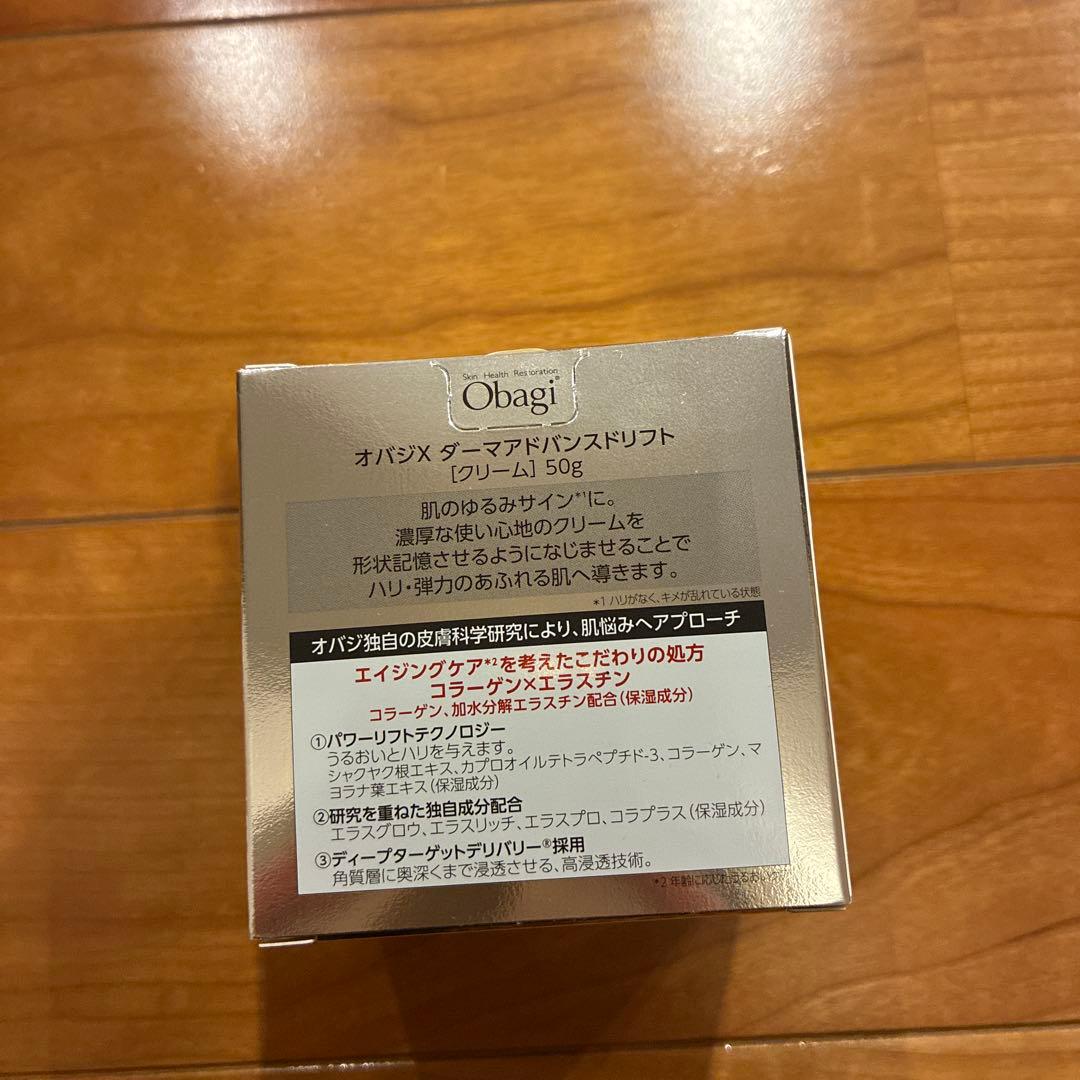 Skin Health Restoration
Obagi®
オバジX ダーマアドバンスドリフト
[クリーム] 50g
肌のゆるみサイン*1に。
濃厚な使い心地のクリームを
形状記憶させるようになじませることで
ハリ・弾力のあふれる肌へ導きます。
*1 ハリがなく、キメが乱れている状態
オバジ独自の皮膚科学研究により、肌悩みへアプローチ
エイジングケア*2を考えたこだわりの処方
コラーゲン×エラスチン
コラーゲン、加水分解エラスチン配合(保湿成分)
①パワーリフトテクノロジー
うるおいとハリを与えます。
シャクヤク根エキス、カプロオイルテトラペプチド-3、コラーゲン、マ
ヨラナ葉エキス(保湿成分)
②研究を重ねた独自成分配合
エラスグロウ、エラスリッチ、エラスプロ、コラプラス(保湿成分)
③ディープターゲットデリバリー®採用
角質層に奥深くまで浸透させる、高浸透技術。
*2 年齢に応じたうるおいケア